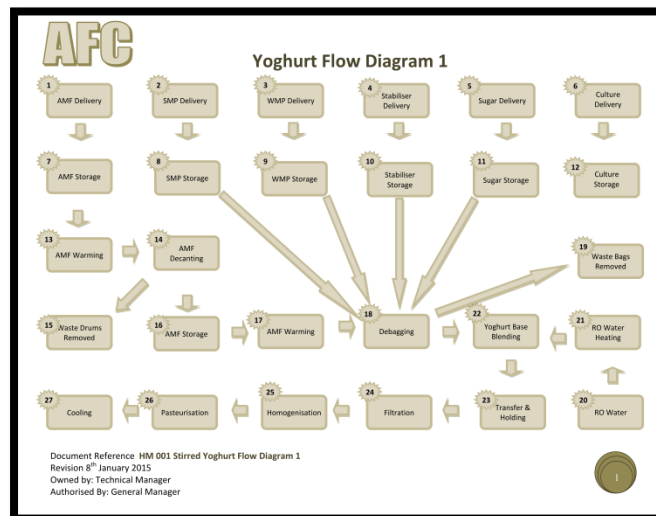 AFC
Yoghurt Flow Diagram 1
1
AMF Delivery
2
SMP Delivery
3
WMP Delivery
4
Stabiliser
Delivery
5
Sugar Delivery
6
Culture
Delivery
7
AMF Storage
8
SMP Storage
9
WMP Storage
10
Stabiliser
Storage
11
Sugar Storage
12
Culture
Storage
13
AMF Warming
14
AMF
Decanting
19
Waste Bags
Removed
15
Waste Drums
Removed
16
AMF Storage
17
AMF Warming
18
Debagging
22
Yoghurt Base
Blending
21
RO Water
Heating
27
Cooling
26
Pasteurisation
25
Homogenisation
24
Filtration
23
Transfer &
Holding
20
RO Water
Document Reference HM 001 Stirred Yoghurt Flow Diagram 1
Revision 8th January 2015
Owned by: Technical Manager
Authorised By: General Manager
1